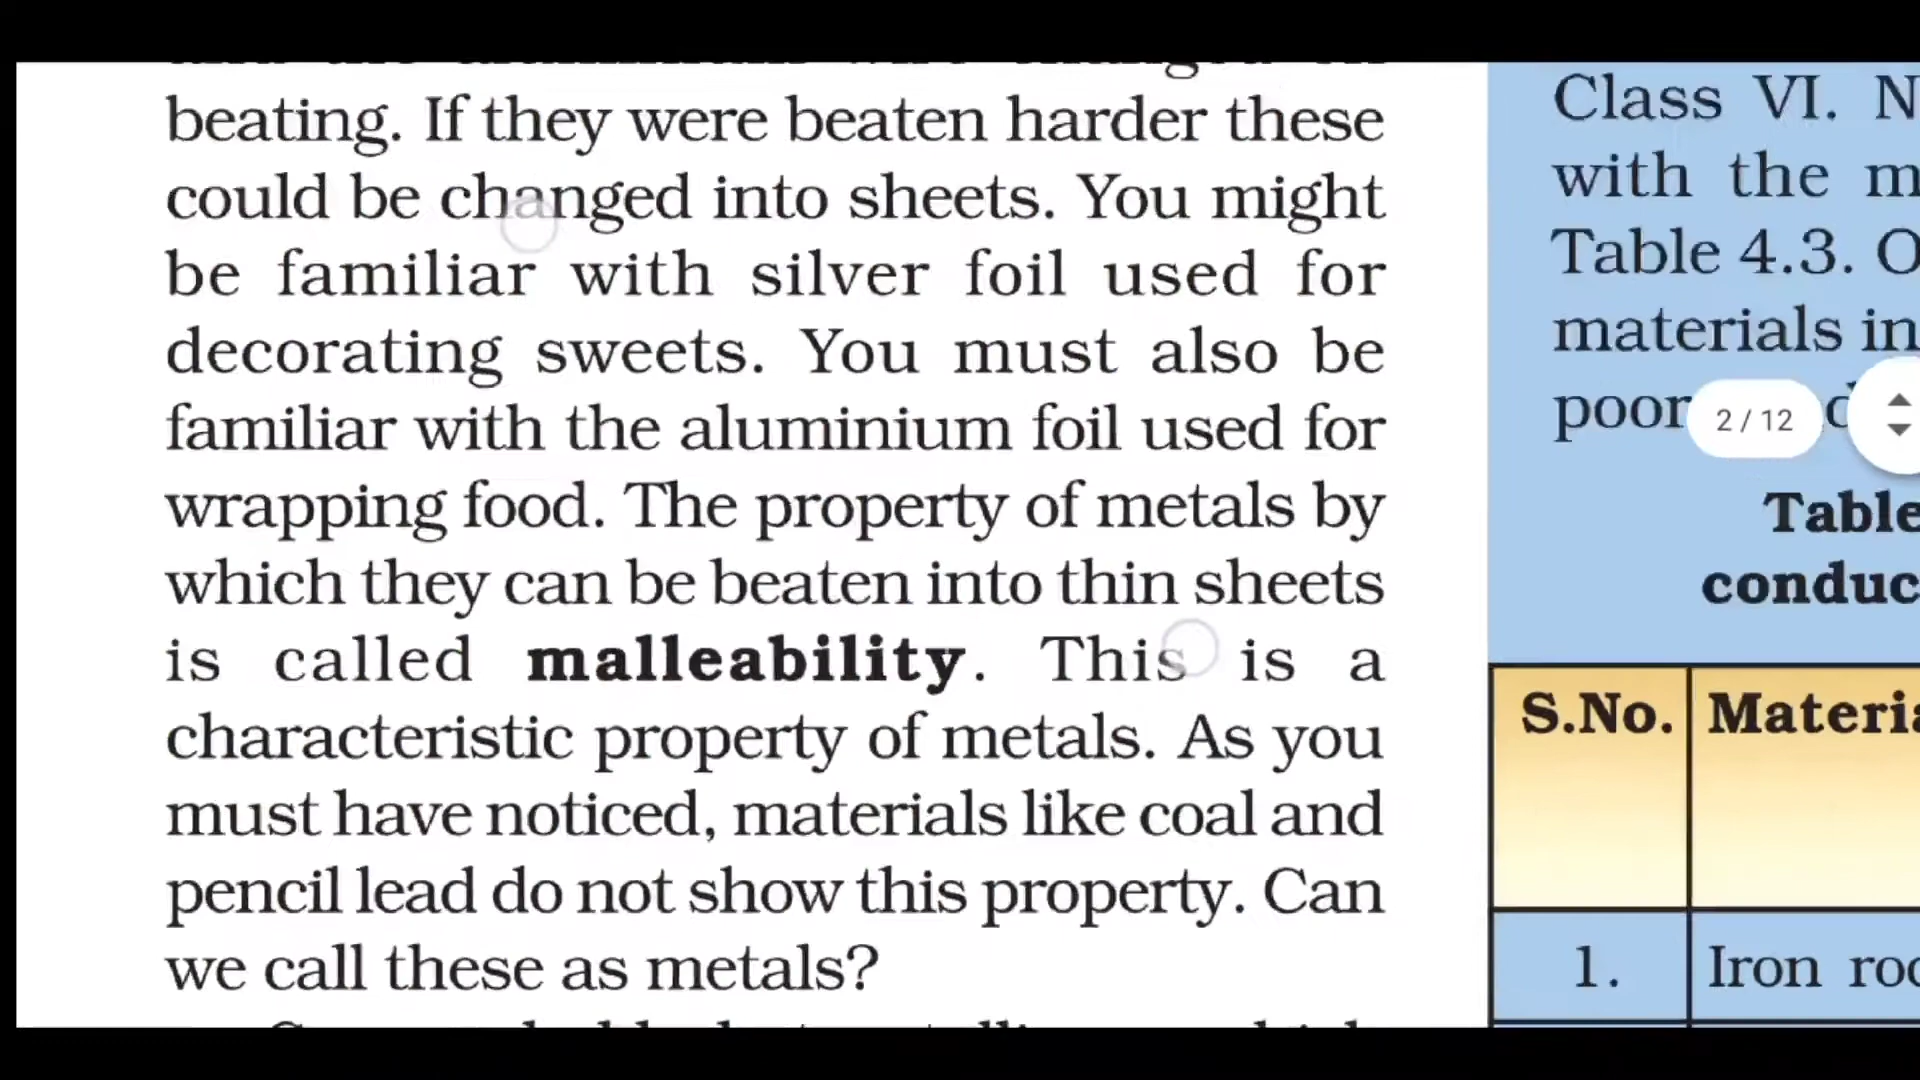 beating. If they were beaten harder these
could be changed into sheets. You might
be familiar with silver foil used for
decorating sweets. You must also be
familiar with the aluminium foil used for
wrapping food. The property of metals by
which they can be beaten into thin sheets
is called malleability. This is a
characteristic property of metals. As you
must have noticed, materials like coal and
pencil lead do not show this property. Can
we call these as metals?
Class VI. N
with the m
Table 4.3. O
materials in
poor
2 / 12
Table
conduc
S.No. Materia
1. Iron roo